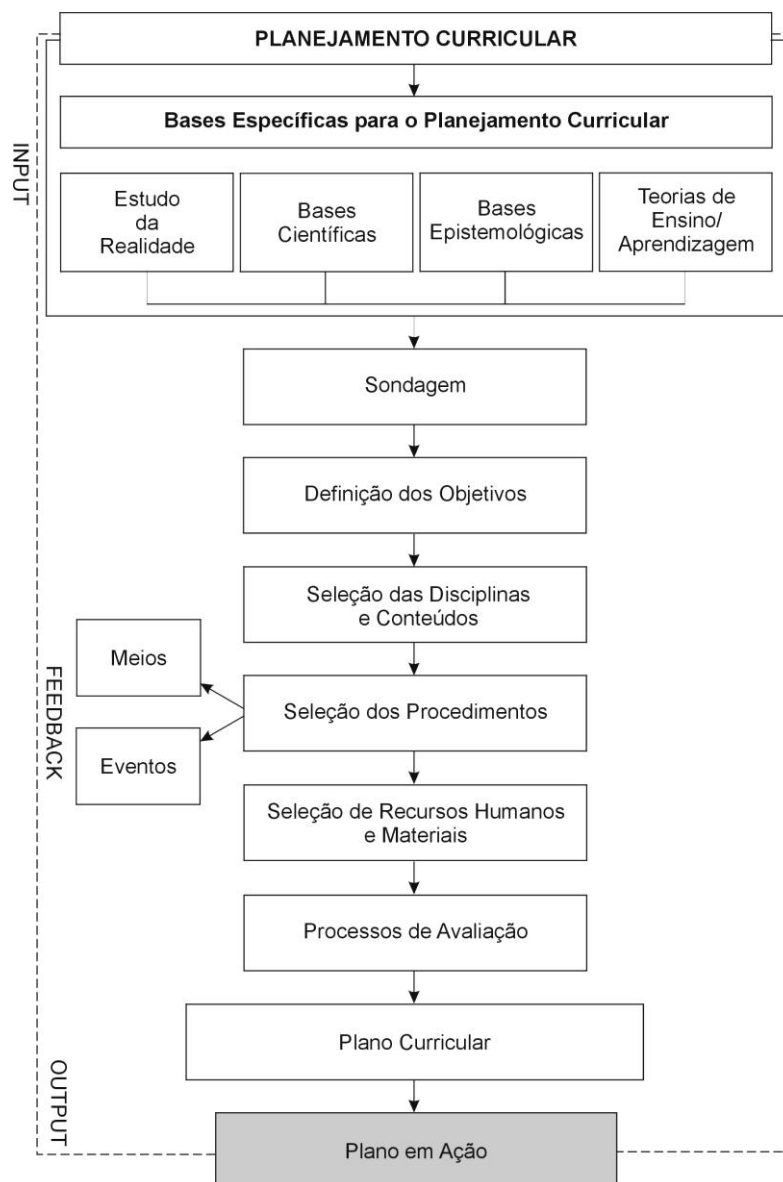 PLANEJAMENTO CURRICULAR
Bases Específicas para o Planejamento Curricular
INPUT
Estudo
da
Realidade
Bases
Científicas
Bases
Epistemológicas
Teorias de
Ensino/
Aprendizagem
Sondagem
Definição dos Objetivos
Seleção das Disciplinas
e Conteúdos
Meios
FEEDBACK
Seleção dos Procedimentos
Eventos
Seleção de Recursos Humanos
e Materiais
Processos de Avaliação
Plano Curricular
OUTPUT
Plano em Ação